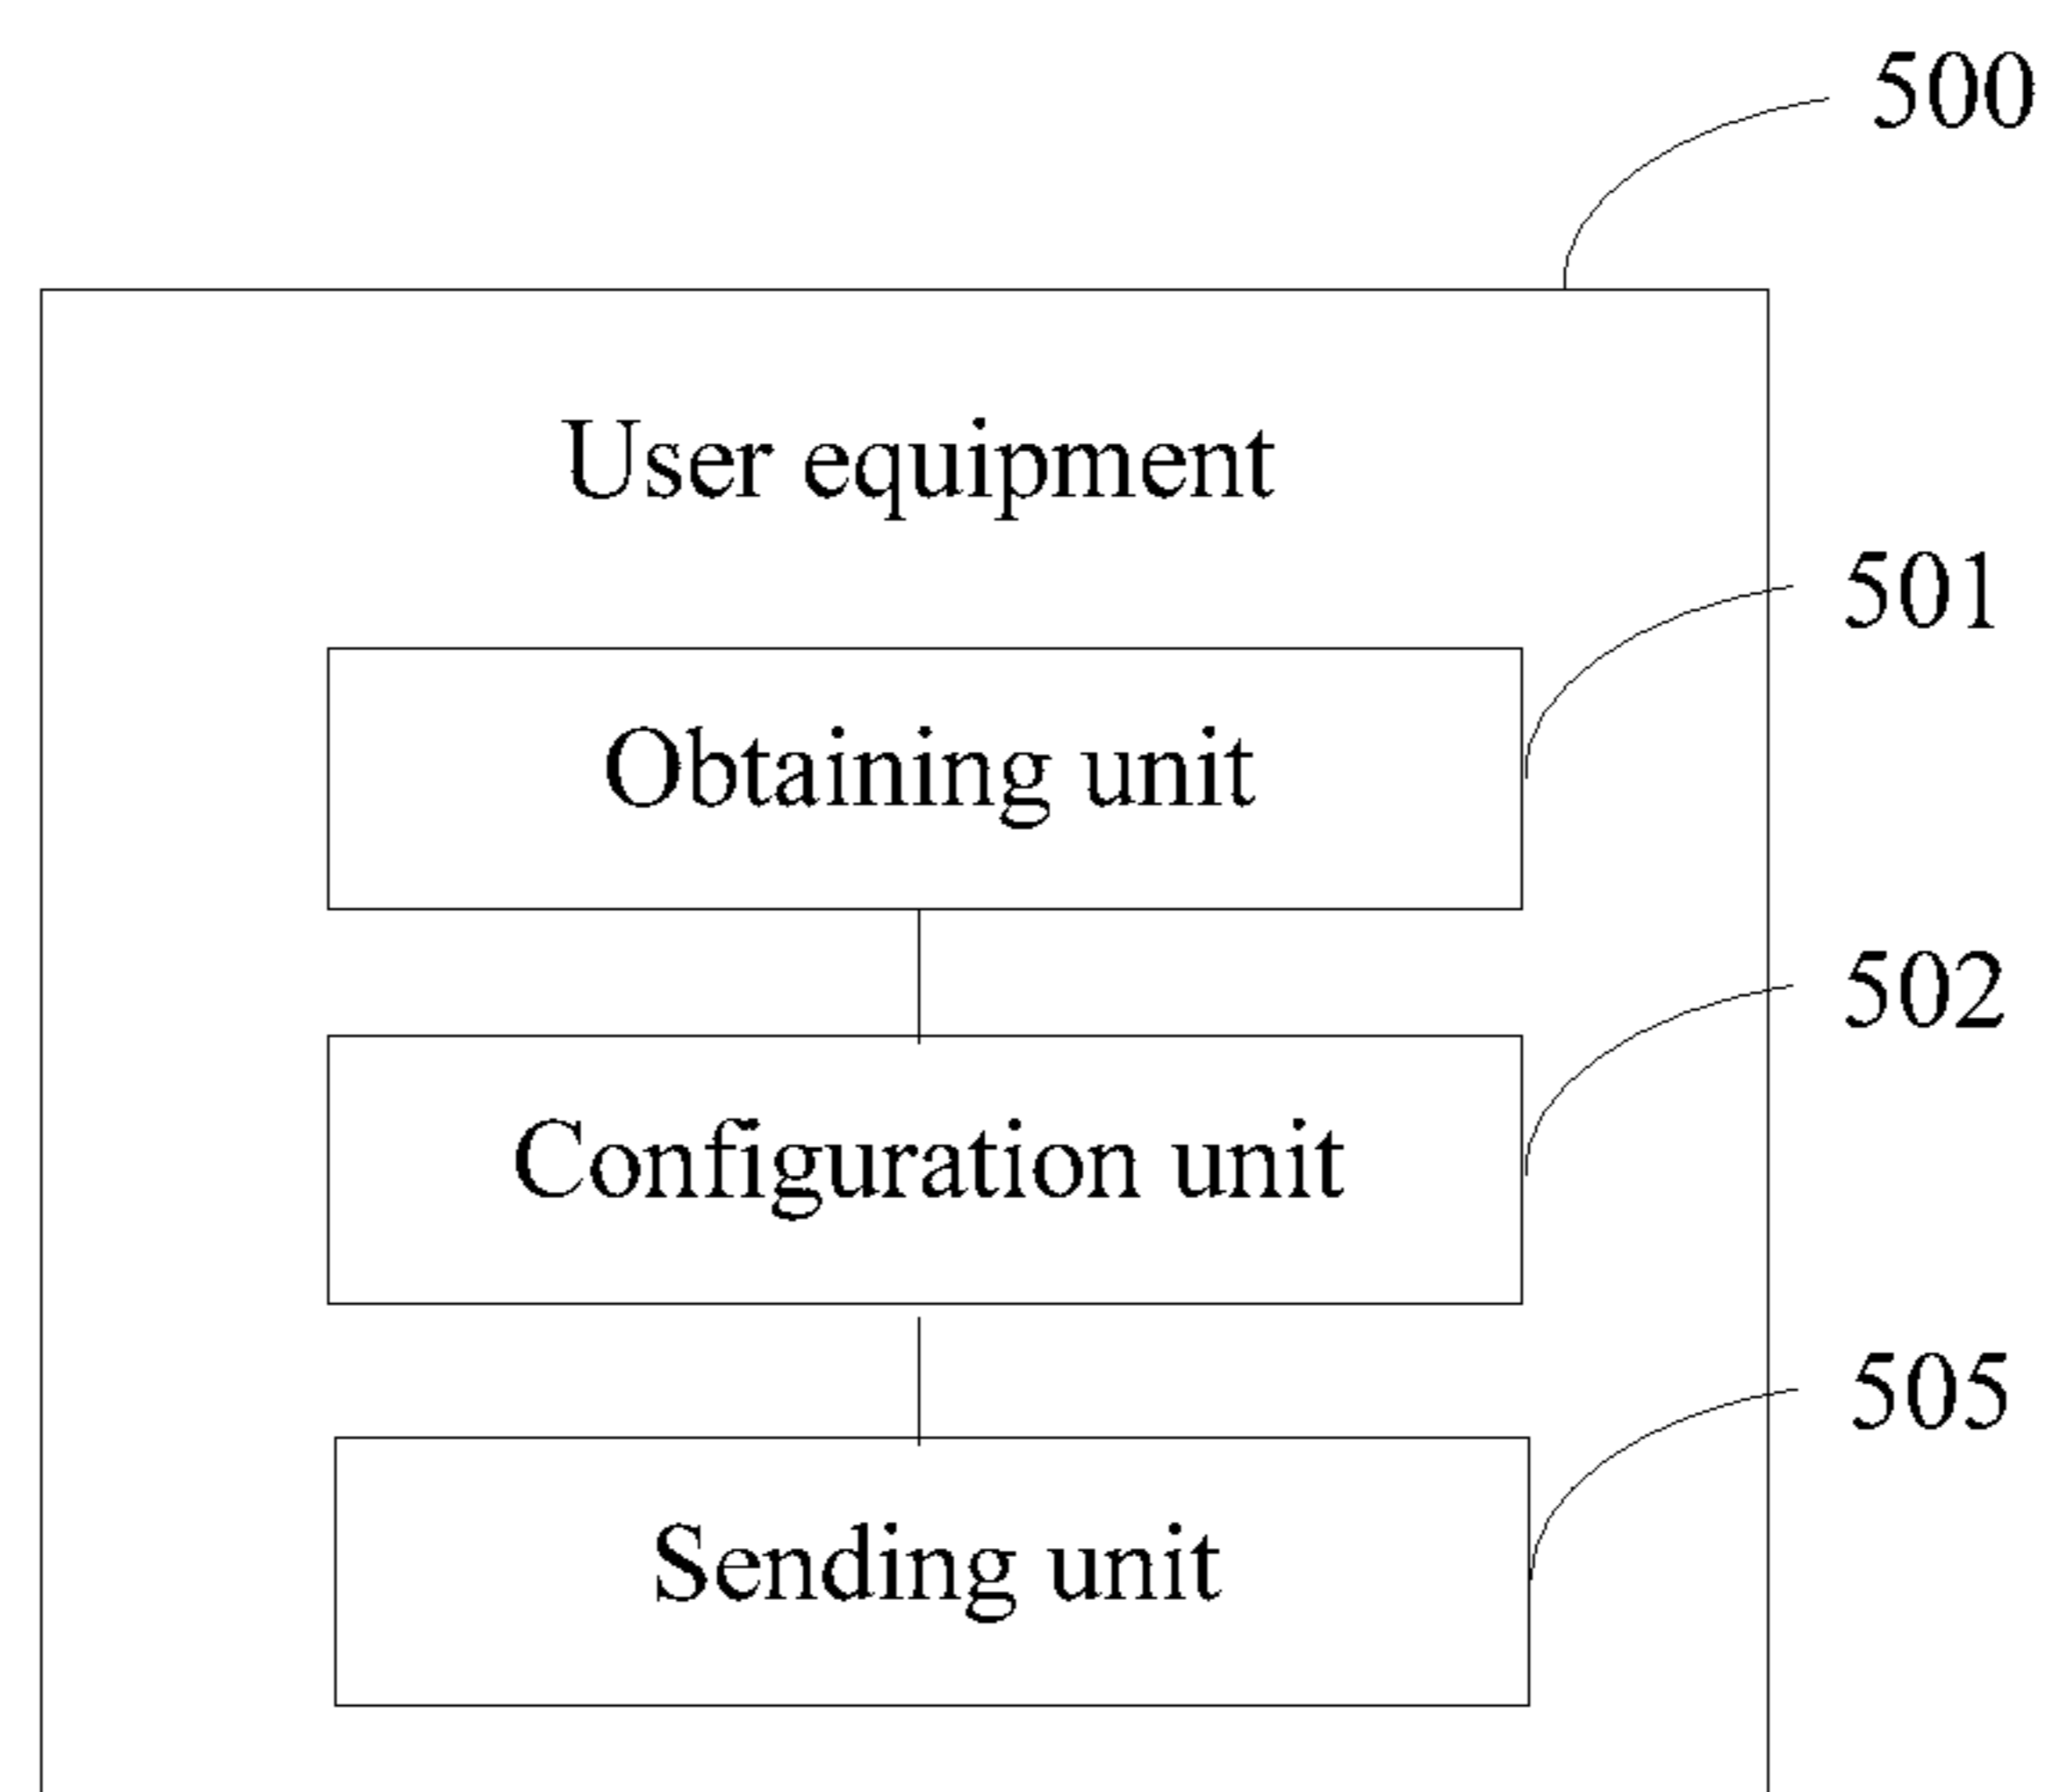 500
User equipment
501
Obtaining unit
502
Configuration unit
505
Sending unit